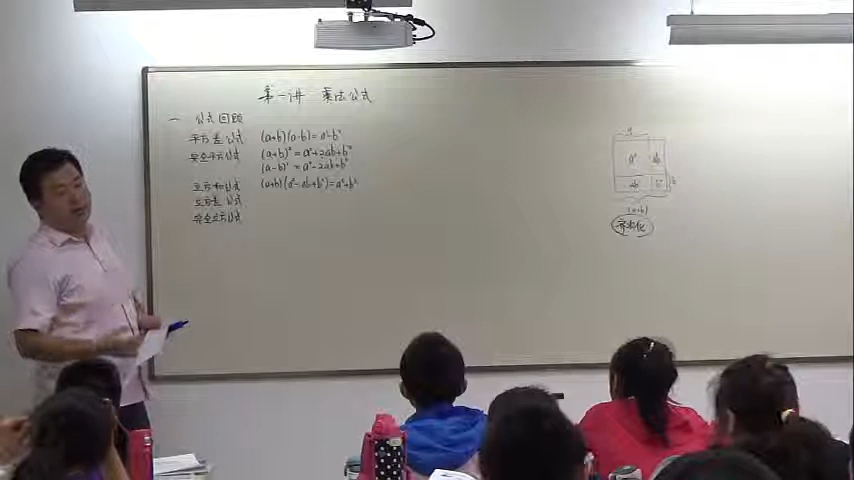 第一讲 乘法公式
一 公式回顾
平方差公式 (a+b)(a-b)=a²-b²
完全平方公式 (a+b)²=a²+2ab+b²
(a-b)²=a²-2ab+b²
立方和公式 (a+b)(a²-ab+b²)=a³+b³
立方差公式
完全立方公式
a
a² ab
ab b² b
(a+b)